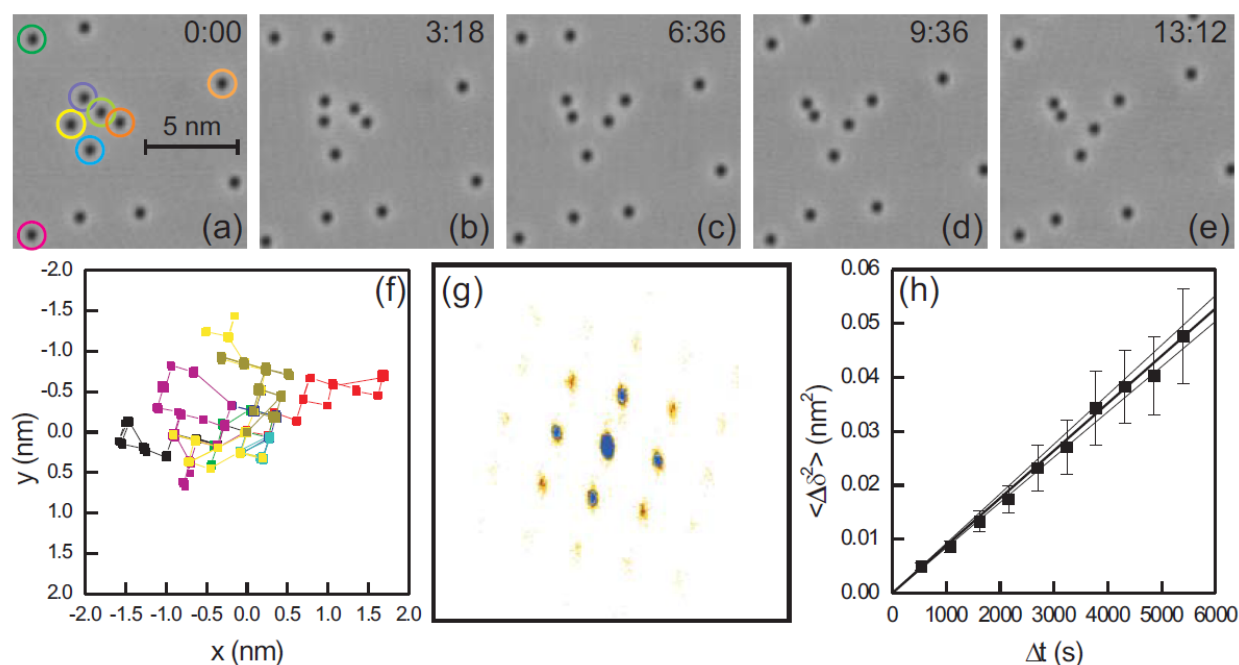 0:00
3:18
6:36
9:36
13:12
5 nm
(a)
(b)
(c)
(d)
(e)
(f)
-2.0
-1.5
-1.0
-0.5
0.0
0.5
1.0
1.5
2.0
y (nm)
-2.0 -1.5 -1.0 -0.5 0.0 0.5 1.0 1.5 2.0
x (nm)
(g)
(h)
0.06
0.05
0.04
0.03
0.02
0.01
0.00
<Δδ²> (nm²)
0 1000 2000 3000 4000 5000 6000
Δt (s)